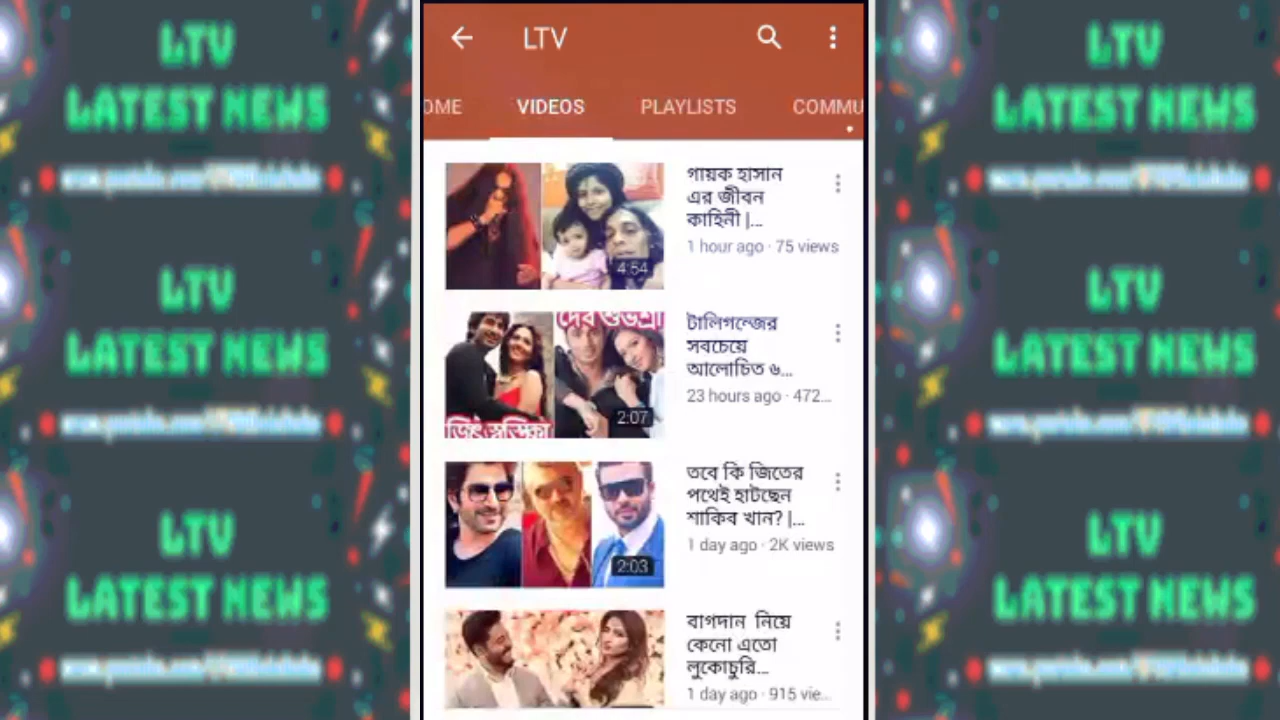 LTV
OME VIDEOS PLAYLISTS COMMU
গায়ক হাসান
এর জীবন
কাহিনী |...
1 hour ago · 75 views
4:54
টালিগন্জের
সবচেয়ে
আলোচিত ৬...
23 hours ago · 472...
দেব শুভশ্রী
2:07
তবে কি জিতের
পথেই হাটছেন
শাকিব খান? |...
1 day ago · 2K views
2:03
বাগদান নিয়ে
কেনো এতো
লুকোচুরি...
1 day ago · 915 vie...
LTV
LATEST NEWS
LTV
LATEST NEWS
LTV
LATEST NEWS
LTV
LATEST NEWS
LTV
LATEST NEWS
LTV
LATEST NEWS